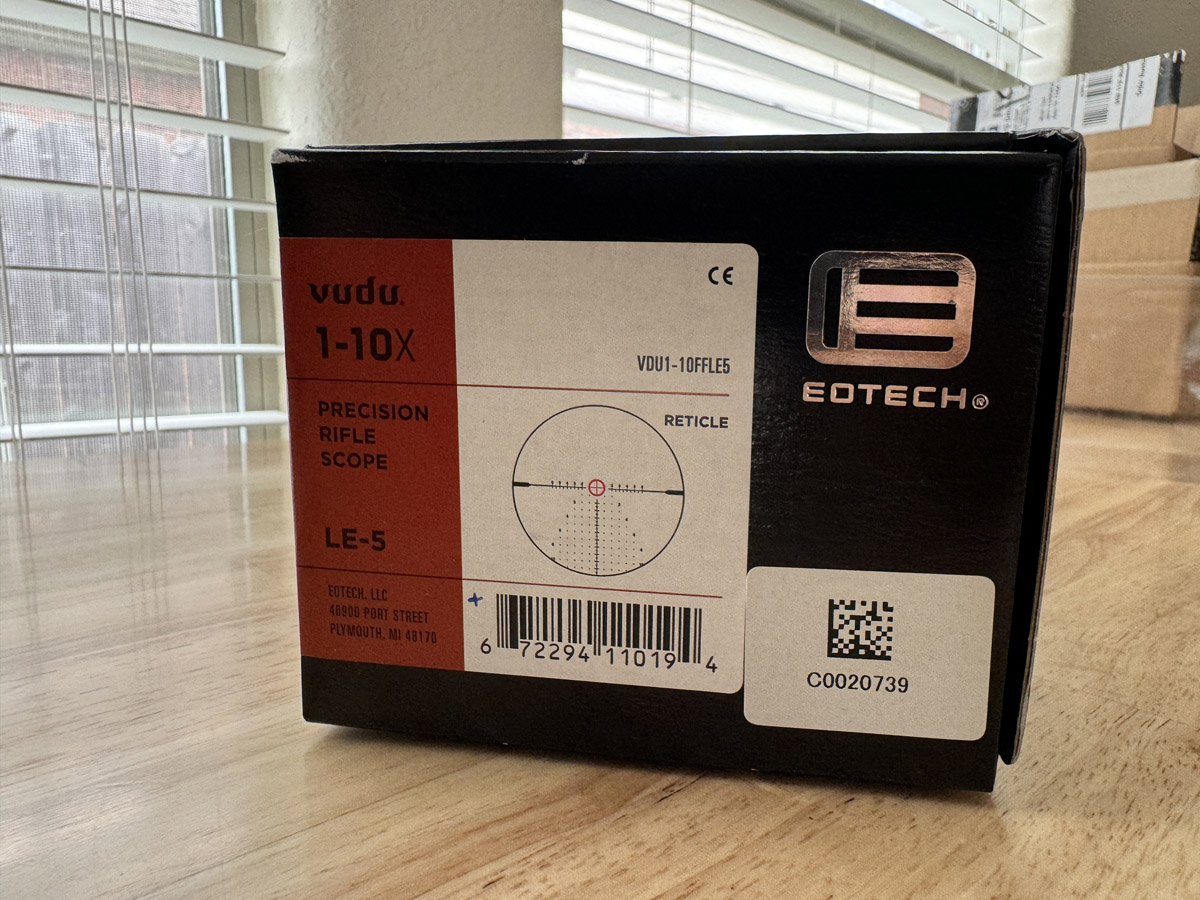 vudu.
1-10X
PRECISION
RIFLE
SCOPE
LE-5
EOTECH, LLC
46900 PORT STREET
PLYMOUTH, MI 48170
CE
VDU1-10FFLE5
RETICLE
6 72294 11019 4
EOTECH®
C0020739